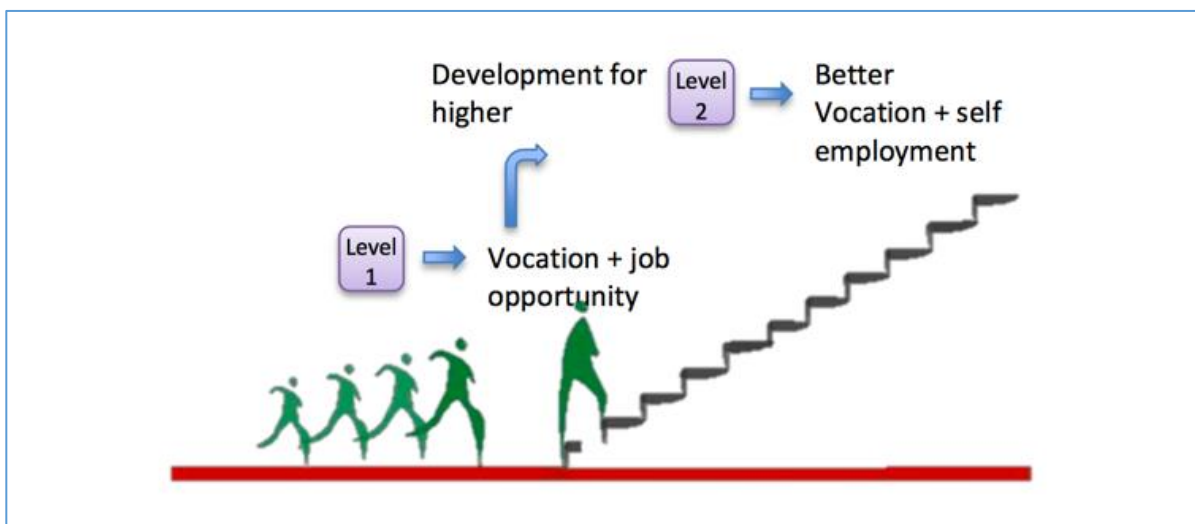 Development for
higher
Level
2
Better
Vocation + self
employment
Level
1
Vocation + job
opportunity